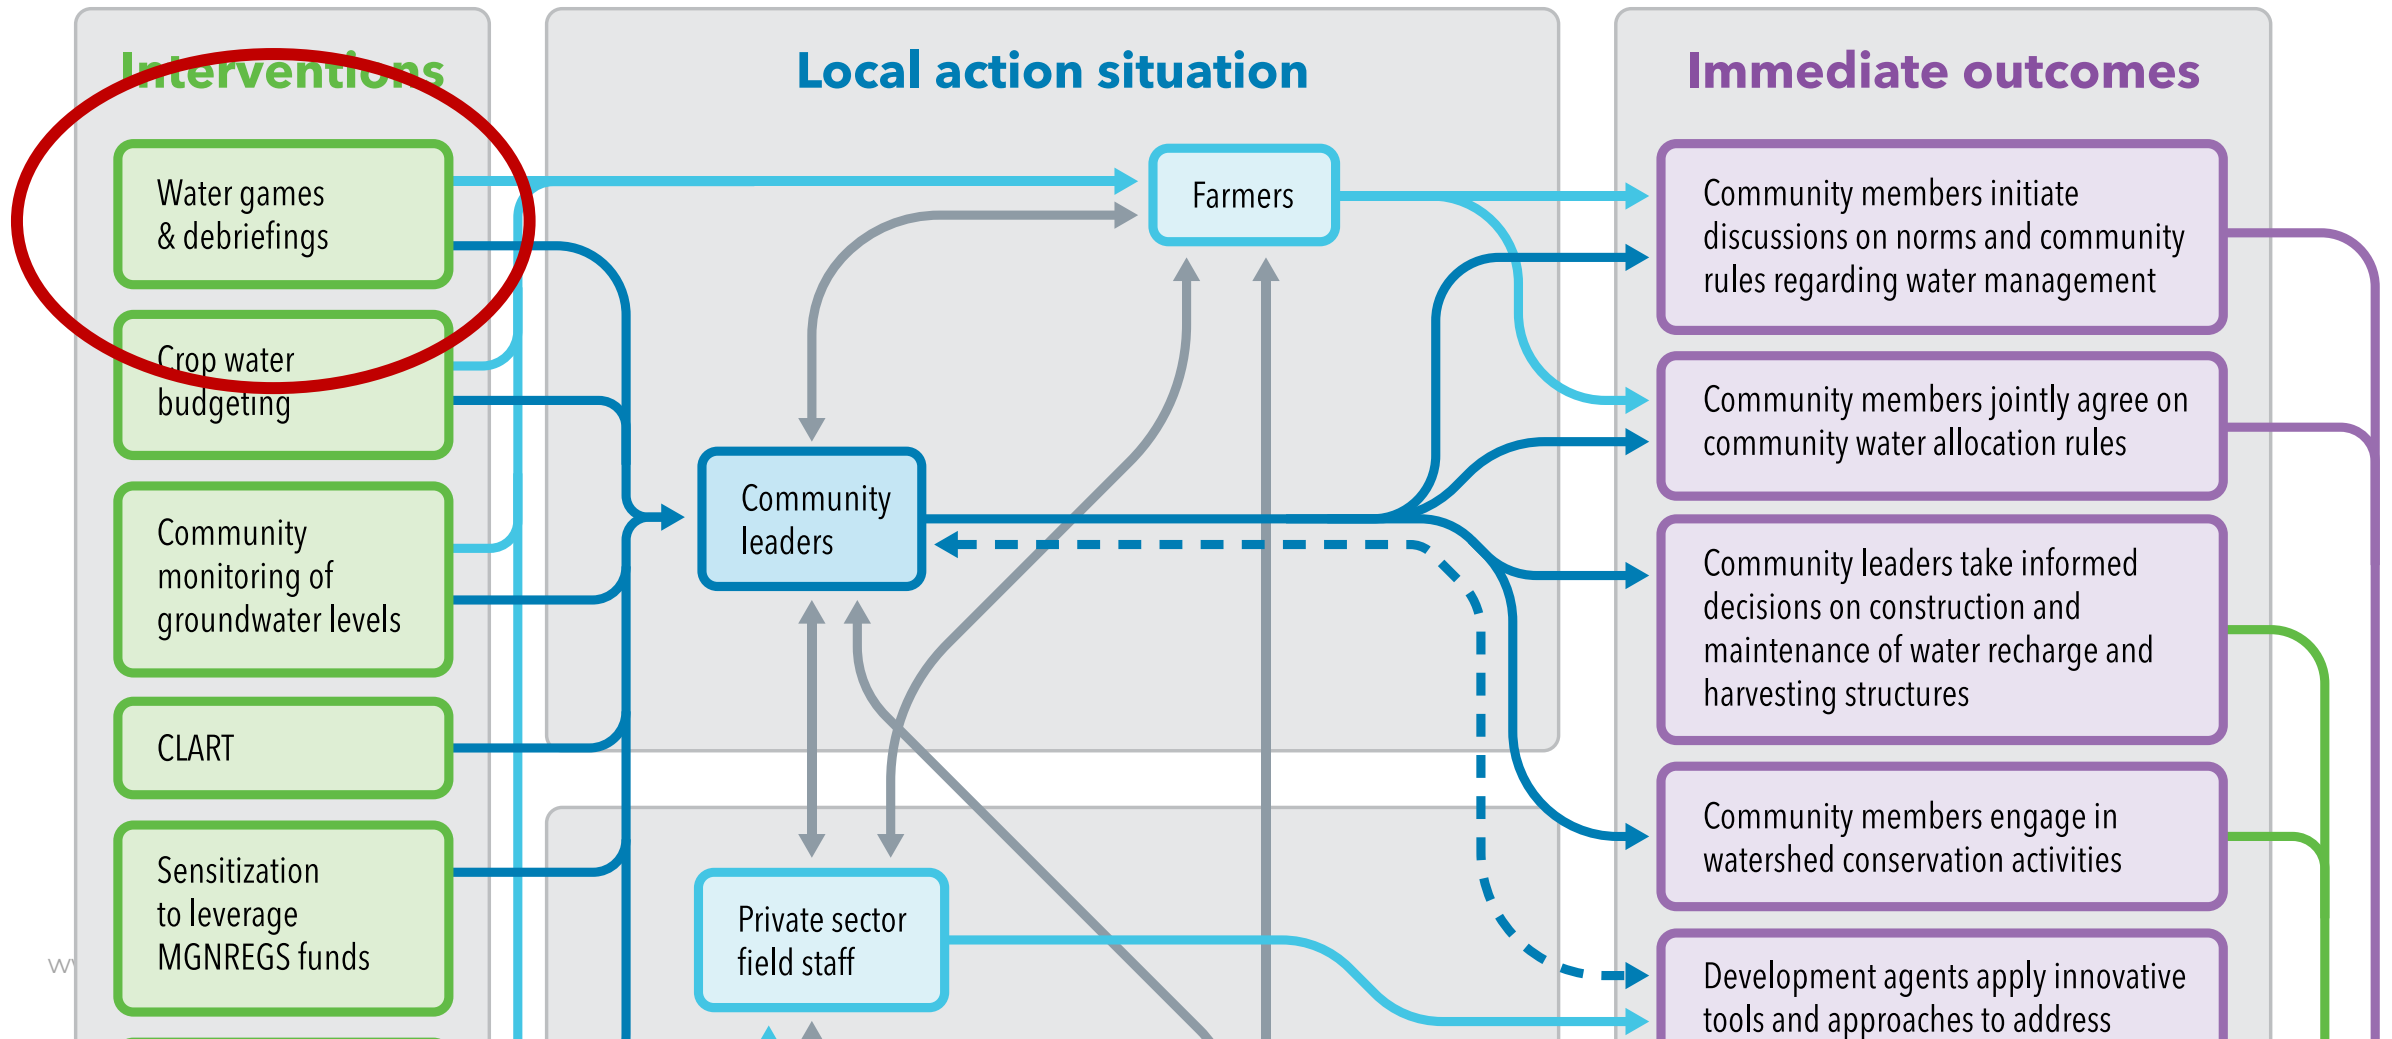 Interventions
Water games
& debriefings
Crop water
budgeting
Community
monitoring of
groundwater levels
CLART
Sensitization
to leverage
MGNREGS funds
Local action situation
Farmers
Community
leaders
Private sector
field staff
Immediate outcomes
Community members initiate
discussions on norms and community
rules regarding water management
Community members jointly agree on
community water allocation rules
Community leaders take informed
decisions on construction and
maintenance of water recharge and
harvesting structures
Community members engage in
watershed conservation activities
Development agents apply innovative
tools and approaches to address